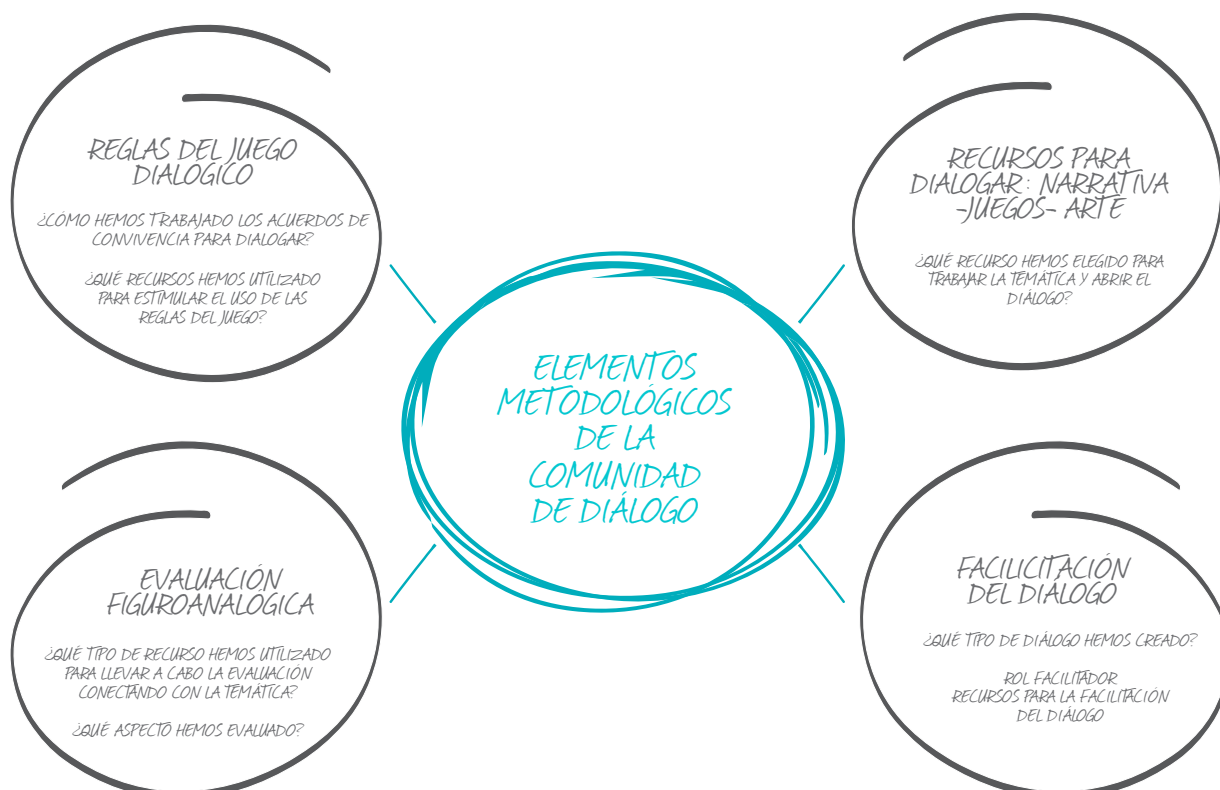 REGLAS DEL JUEGO
DIALÓGICO
¿CÓMO HEMOS TRABAJADO LOS ACUERDOS DE
CONVIVENCIA PARA DIALOGAR?
¿QUÉ RECURSOS HEMOS UTILIZADO
PARA ESTIMULAR EL USO DE LAS
REGLAS DEL JUEGO?
RECURSOS PARA
DIALOGAR: NARRATIVA
-JUEGOS- ARTE
¿QUÉ RECURSO HEMOS ELEGIDO PARA
TRABAJAR LA TEMÁTICA Y ABRIR EL
DIÁLOGO?
ELEMENTOS
METODOLÓGICOS
DE LA
COMUNIDAD
DE DIÁLOGO
EVALUACIÓN
FIGUROANALÓGICA
¿QUÉ TIPO DE RECURSO HEMOS UTILIZADO
PARA LLEVAR A CABO LA EVALUACIÓN
CONECTANDO CON LA TEMÁTICA?
¿QUÉ ASPECTO HEMOS EVALUADO?
FACILICITACIÓN
DEL DIÁLOGO
¿QUÉ TIPO DE DIÁLOGO HEMOS CREADO?
ROL FACILITADOR
RECURSOS PARA LA FACILITACIÓN
DEL DIÁLOGO